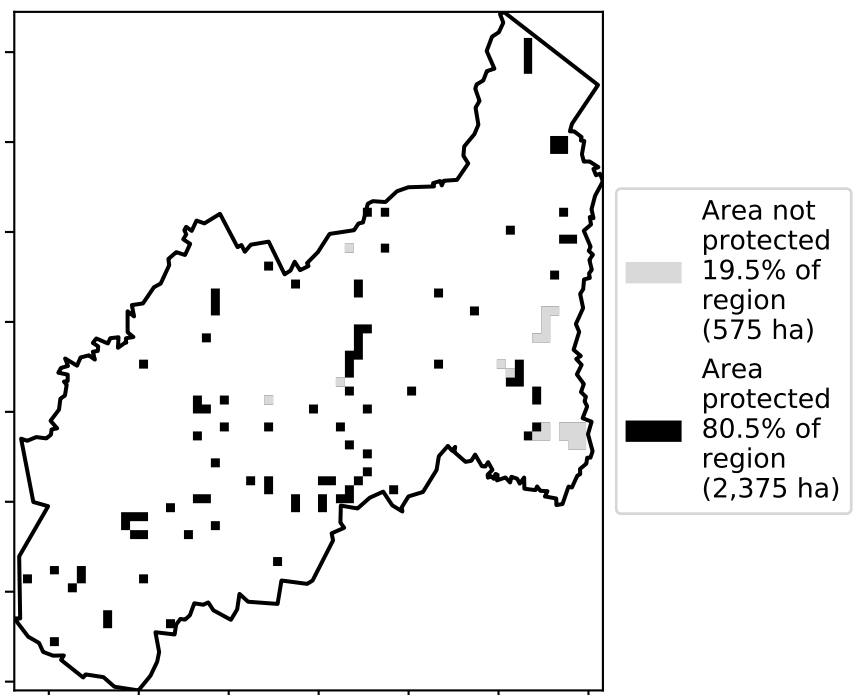 Area not
protected
19.5% of
region
(575 ha)
Area
protected
80.5% of
region
(2,375 ha)